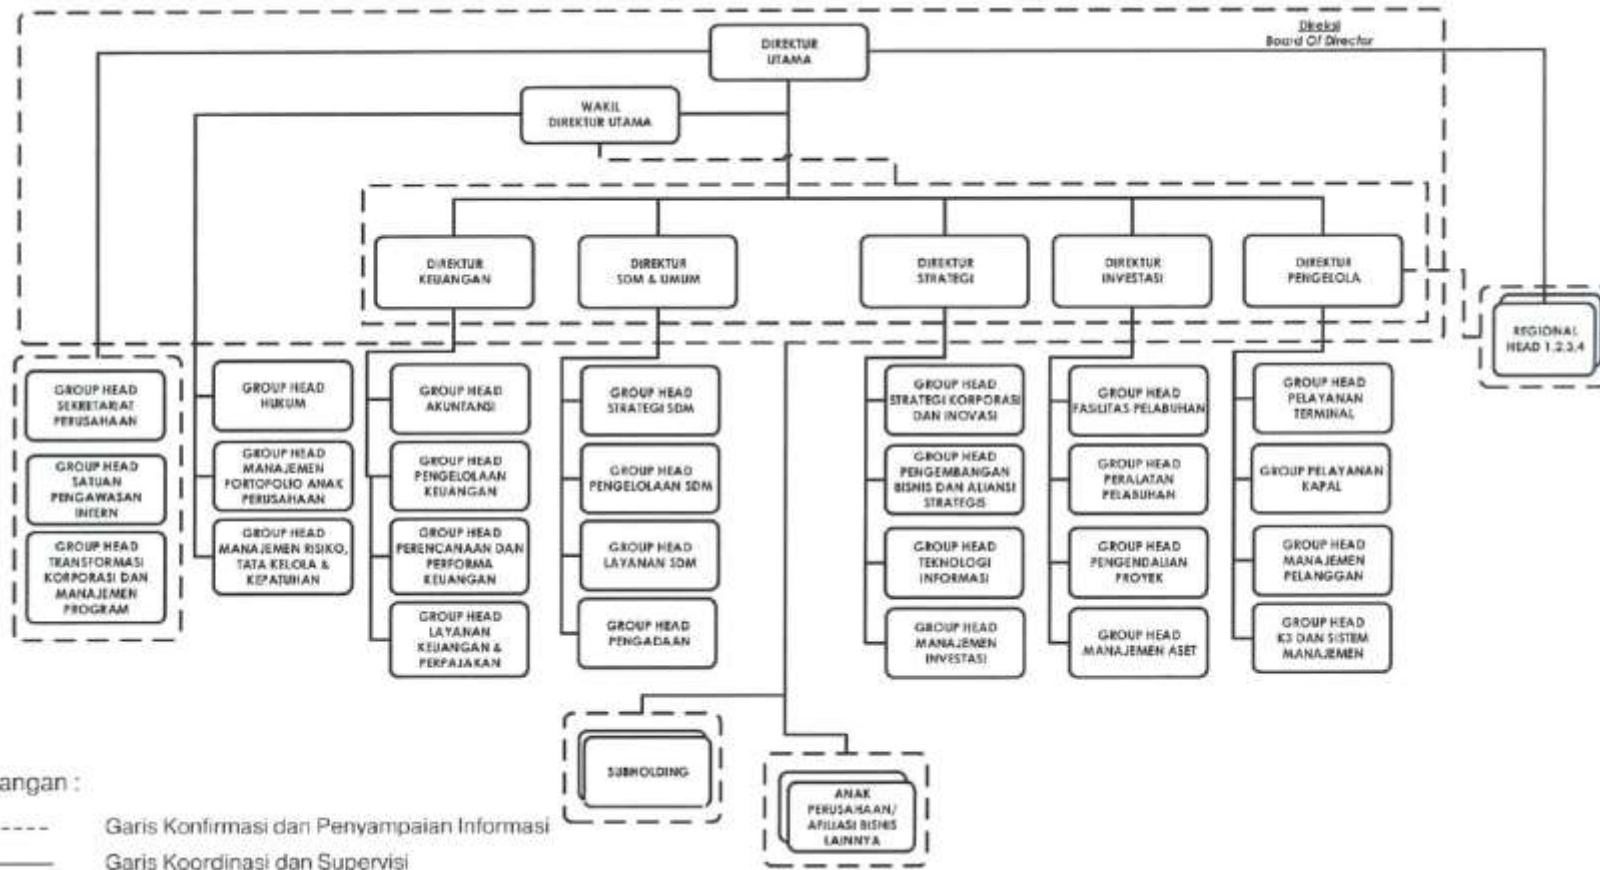 Direksi
Board Of Director
DIREKTUR
UTAMA
WAKIL
DIREKTUR UTAMA
DIREKTUR
KEUANGAN
DIREKTUR
SDM & UMUM
DIREKTUR
STRATEGI
DIREKTUR
INVESTASI
DIREKTUR
PENGELOLA
REGIONAL
HEAD 1.2.3.4
GROUP HEAD
SEKRETARIAT
PERUSAHAAN
GROUP HEAD
SATUAN
PENGAWASAN
INTERN
GROUP HEAD
TRANSFORMASI
KORPORASI DAN
MANAJEMEN
PROGRAM
GROUP HEAD
HUKUM
GROUP HEAD
MANAJEMEN
PORTOFOLIO ANAK
PERUSAHAAN
GROUP HEAD
MANAJEMEN RISIKO,
TATA KELOLA &
KEPATUHAN
GROUP HEAD
AKUNTANSI
GROUP HEAD
PENGELOLAAN
KEUANGAN
GROUP HEAD
PERENCANAAN DAN
PERFORMA
KEUANGAN
GROUP HEAD
LAYANAN
KEUANGAN &
PERPAJAKAN
GROUP HEAD
STRATEGI SDM
GROUP HEAD
PENGELOLAAN SDM
GROUP HEAD
LAYANAN SDM
GROUP HEAD
PENGADAAN
GROUP HEAD
STRATEGI KORPORASI
DAN INOVASI
GROUP HEAD
PENGEMBANGAN
BISNIS DAN ALIANSI
STRATEGIS
GROUP HEAD
TEKNOLOGI
INFORMASI
GROUP HEAD
MANAJEMEN
INVESTASI
GROUP HEAD
FASILITAS PELABUHAN
GROUP HEAD
PERALATAN
PELABUHAN
GROUP HEAD
PENGENDALIAN
PROYEK
GROUP HEAD
MANAJEMEN ASET
GROUP HEAD
PELAYANAN
TERMINAL
GROUP PELAYANAN
KAPAL
GROUP HEAD
MANAJEMEN
PELANGGAN
GROUP HEAD
K3 DAN SISTEM
MANAJEMEN
SUBHOLDING
ANAK
PERUSAHAAN/
AFILIASI BISNIS
LAINNYA
angan :
Garis Konfirmasi dan Penyampaian Informasi
Garis Koordinasi dan Supervisi